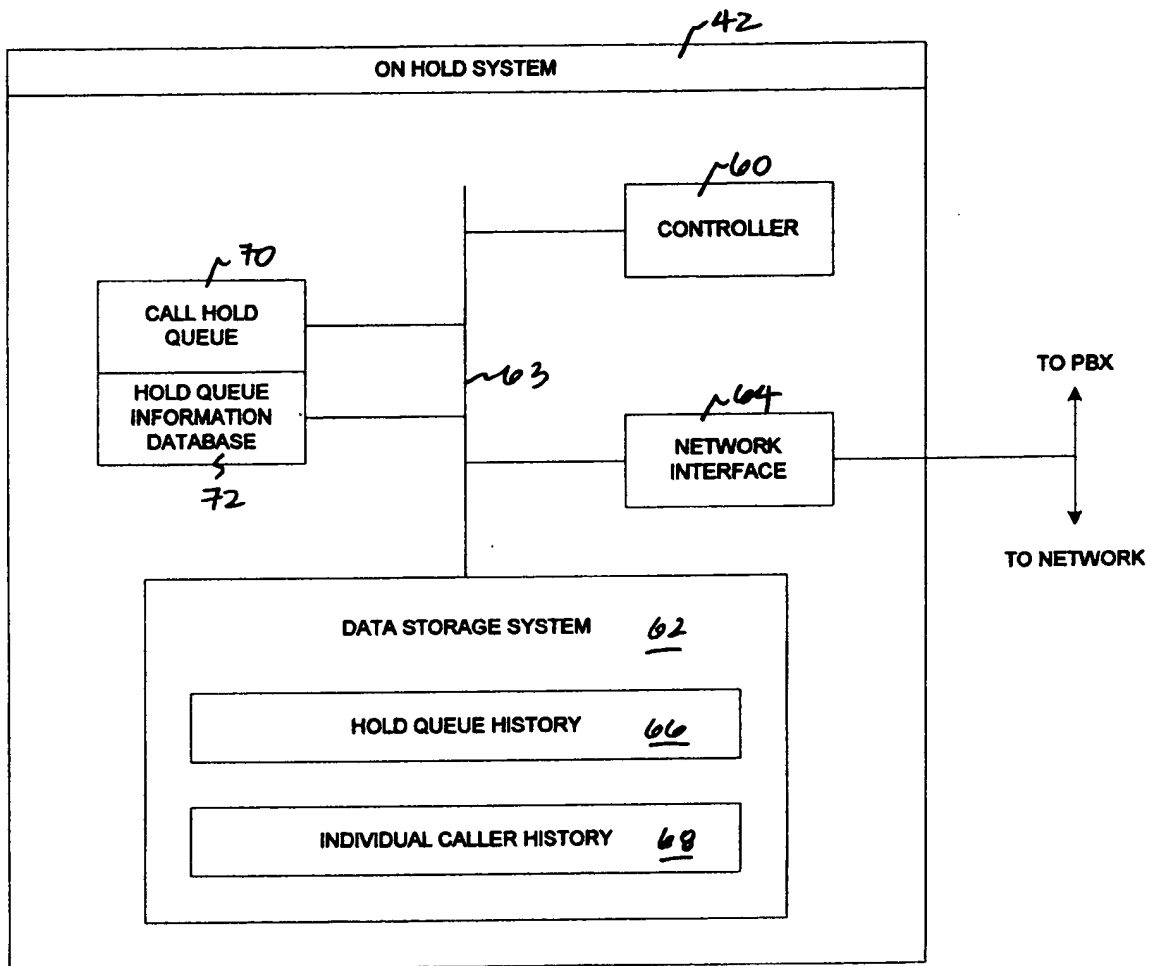 42
ON HOLD SYSTEM
60
CONTROLLER
70
CALL HOLD
QUEUE
63
HOLD QUEUE
INFORMATION
DATABASE
72
64
NETWORK
INTERFACE
TO PBX
TO NETWORK
DATA STORAGE SYSTEM 62
HOLD QUEUE HISTORY 66
INDIVIDUAL CALLER HISTORY 68